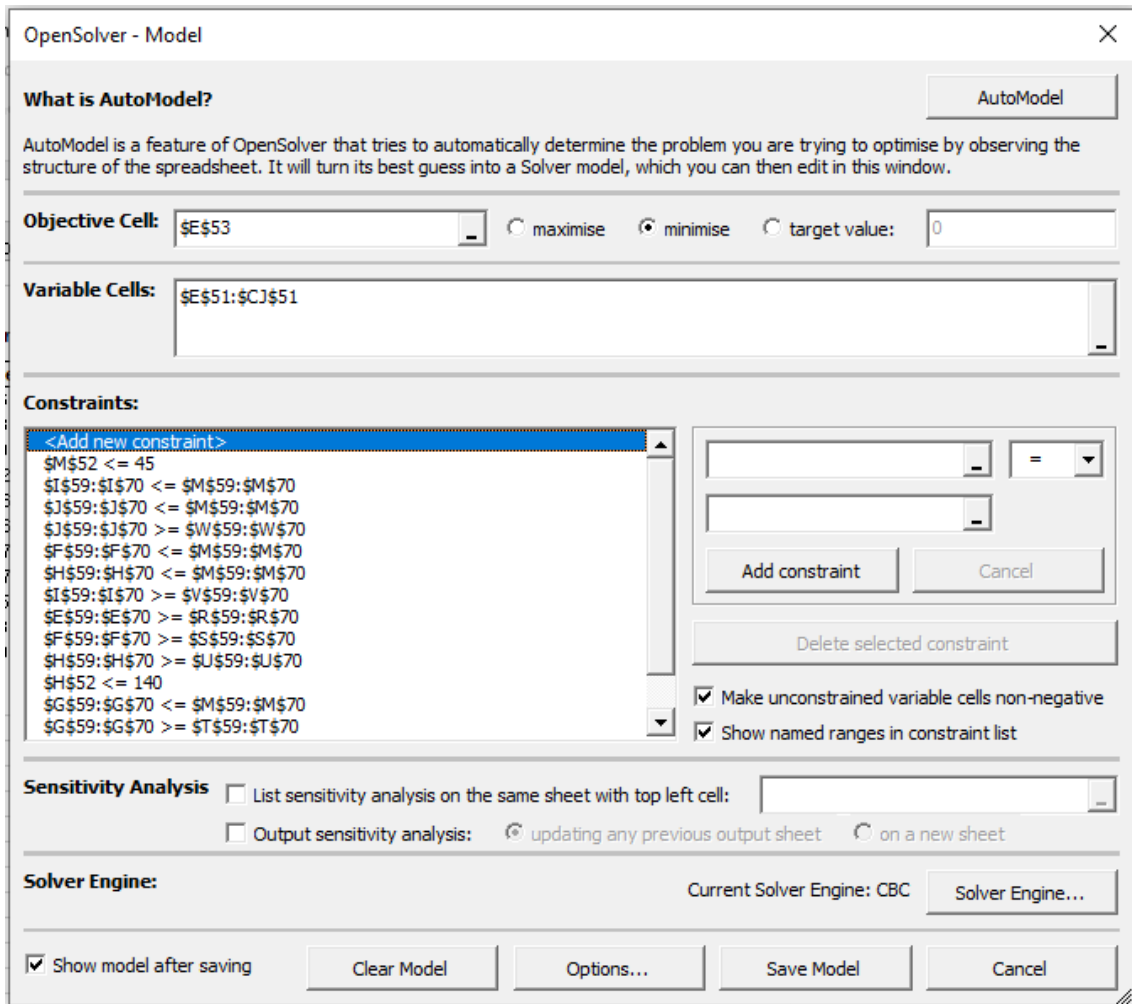 OpenSolver - Model
What is AutoModel?
AutoModel
AutoModel is a feature of OpenSolver that tries to automatically determine the problem you are trying to optimise by observing the
structure of the spreadsheet. It will turn its best guess into a Solver model, which you can then edit in this window.
Objective Cell: $E$53 _ maximise minimise target value: 0
Variable Cells: $E$51:$CJ$51
_
Constraints:
<Add new constraint>
$M$52 <= 45
$I$59:$I$70 <= $M$59:$M$70
$J$59:$J$70 <= $M$59:$M$70
$J$59:$J$70 >= $W$59:$W$70
$F$59:$F$70 <= $M$59:$M$70
$H$59:$H$70 <= $M$59:$M$70
$I$59:$I$70 >= $V$59:$V$70
$E$59:$E$70 >= $R$59:$R$70
$F$59:$F$70 >= $S$59:$S$70
$H$59:$H$70 >= $U$59:$U$70
$H$52 <= 140
$G$59:$G$70 <= $M$59:$M$70
$G$59:$G$70 >= $T$59:$T$70
_ =
_
Add constraint Cancel
Delete selected constraint
Make unconstrained variable cells non-negative
Show named ranges in constraint list
Sensitivity Analysis List sensitivity analysis on the same sheet with top left cell: _
Output sensitivity analysis: updating any previous output sheet on a new sheet
Solver Engine: Current Solver Engine: CBC Solver Engine...
Show model after saving Clear Model Options... Save Model Cancel